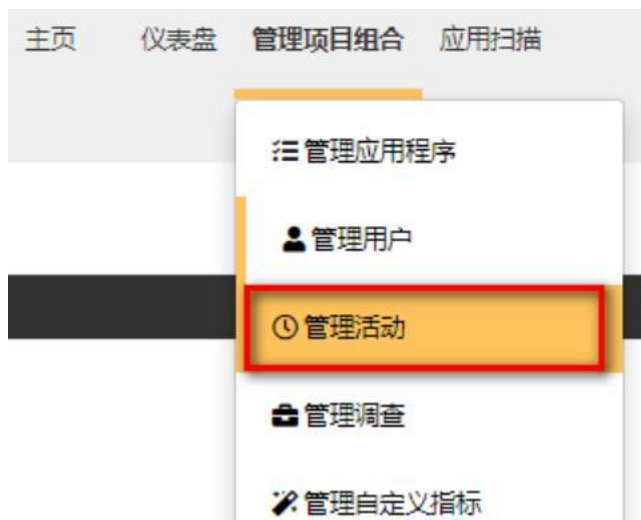 主页 仪表盘 管理项目组合 应用扫描
管理应用程序
管理用户
管理活动
管理调查
管理自定义指标